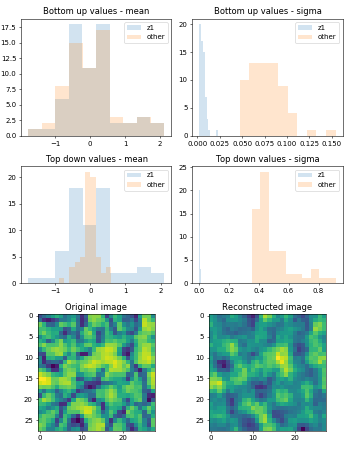 Bottom up values - mean
Bottom up values - sigma
z1
other
z1
other
17.5
15.0
12.5
10.0
7.5
5.0
2.5
0.0
20
15
10
5
0
−1 0 1 2
0.000 0.025 0.050 0.075 0.100 0.125 0.150
Top down values - mean
Top down values - sigma
z1
other
z1
other
20
15
10
5
0
25
20
15
10
5
0
−1 0 1 2
0.0 0.2 0.4 0.6 0.8
Original image
Reconstructed image
0
5
10
15
20
25
0
5
10
15
20
25
0 10 20
0 10 20